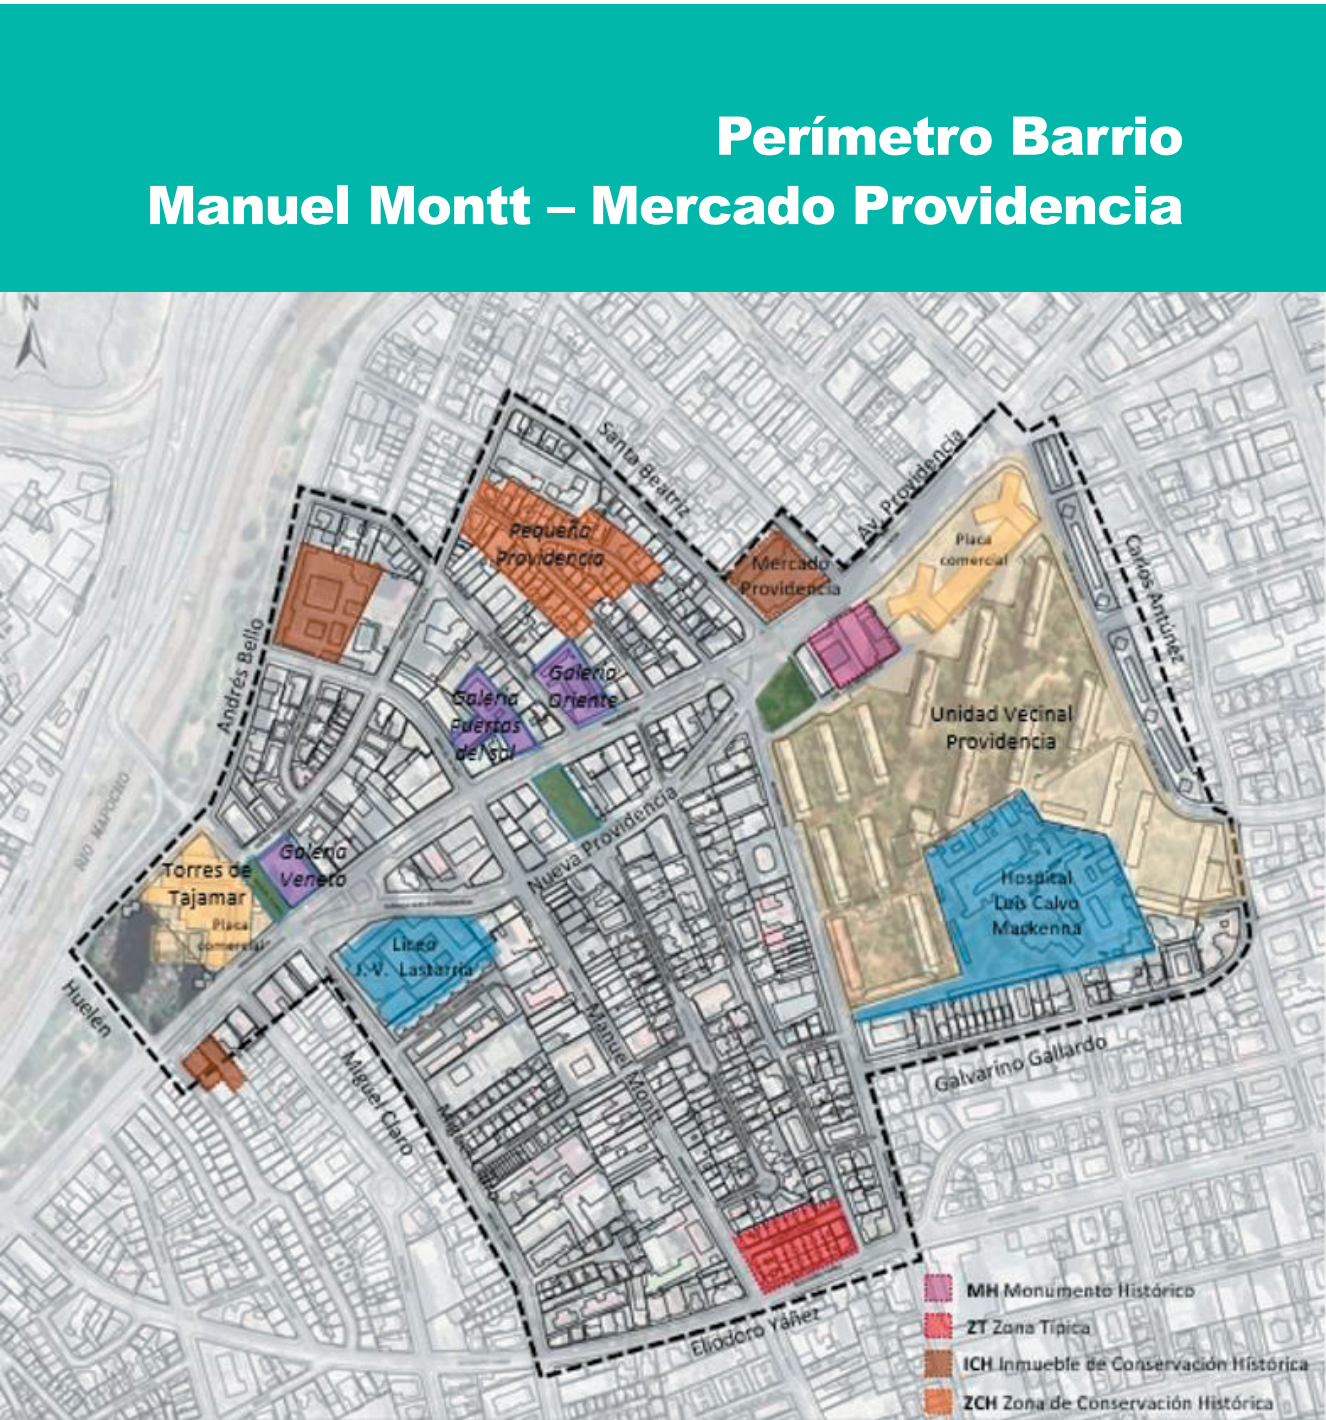 Perímetro Barrio
Manuel Montt – Mercado Providencia
N
Santa Beatriz
Av. Providencia
Pequeña
Providencia
Mercado
Providencia
Placa
comercial
Carlos Antúnez
Andrés Bello
Galería
Oriente
Galería
Puertas
del sol
Unidad Vecinal
Providencia
RIO MAPOCHO
Nueva Providencia
Galería
Veneto
Torres de
Tajamar
Placa
comercial
Hospital
Luis Calvo
Mackenna
Liceo
J.V. Lastarria
Huelén
Manuel Montt
Miguel Claro
Galvarino Gallardo
Eliodoro Yáñez
MH Monumento Histórico
ZT Zona Típica
ICH Inmueble de Conservación Histórica
ZCH Zona de Conservación Histórica